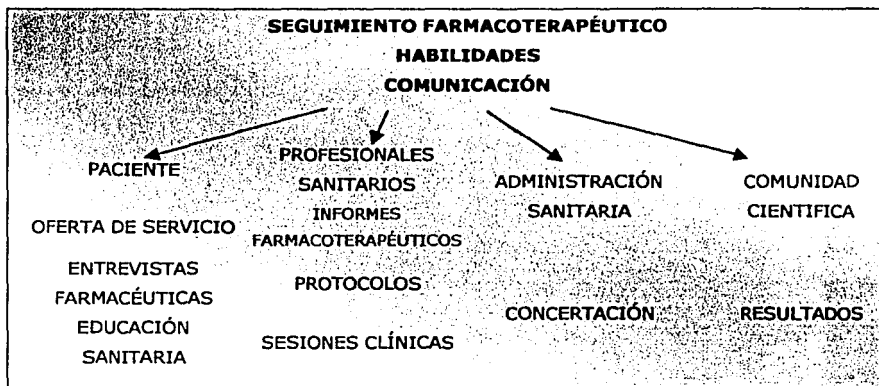 SEGUIMIENTO FARMACOTERAPÉUTICO
HABILIDADES
COMUNICACIÓN
PACIENTE
OFERTA DE SERVICIO
ENTREVISTAS
FARMACÉUTICAS
EDUCACIÓN
SANITARIA
PROFESIONALES
SANITARIOS
INFORMES
FARMACOTERAPÉUTICOS
PROTOCOLOS
SESIONES CLÍNICAS
ADMINISTRACIÓN
SANITARIA
CONCERTACIÓN
COMUNIDAD
CIENTIFICA
RESULTADOS